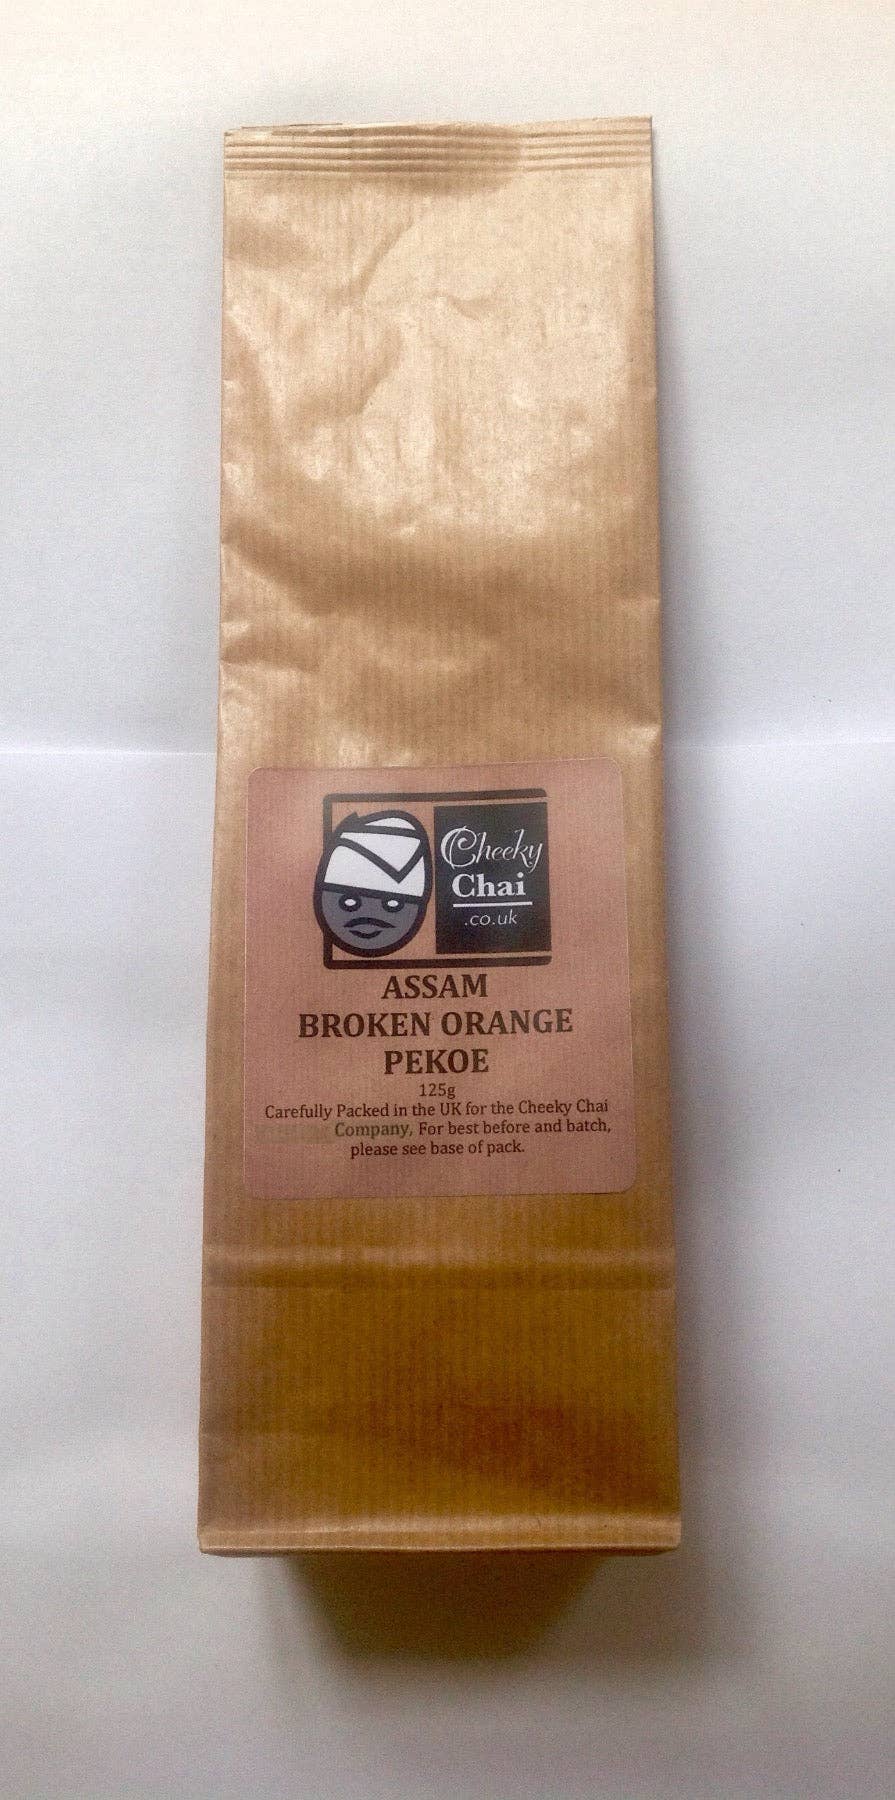 Cheeky
Chai
.co.uk
ASSAM
BROKEN ORANGE
PEKOE
125g
Carefully Packed in the UK for the Cheeky Chai
Company, For best before and batch,
please see base of pack.